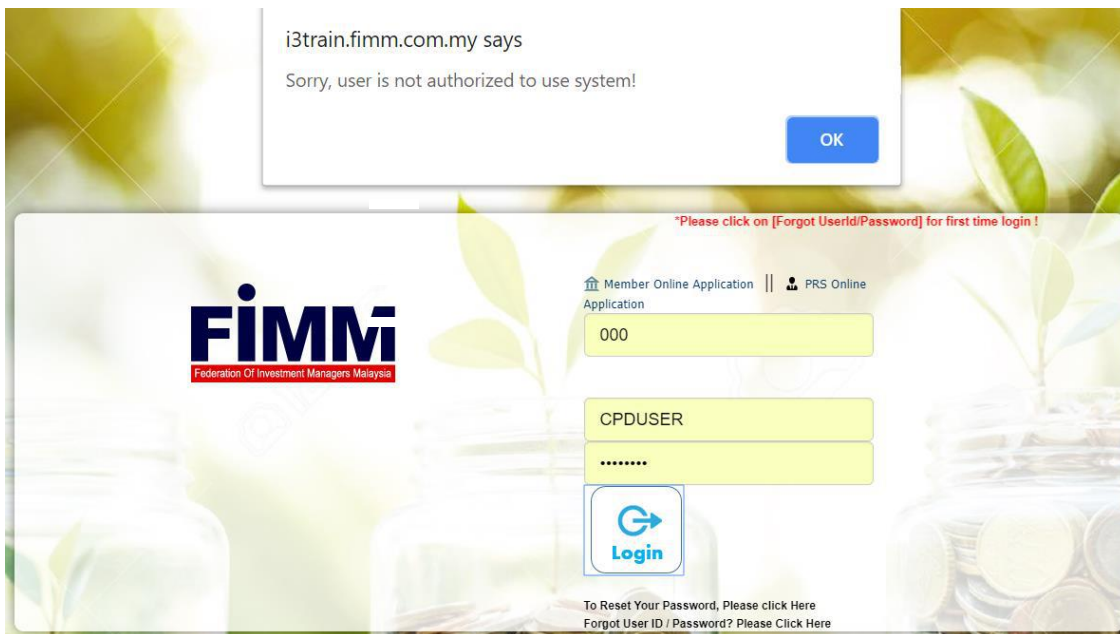 i3train.fimm.com.my says
Sorry, user is not authorized to use system!
OK
*Please click on [Forgot UserId/Password] for first time login !
Member Online Application || PRS Online
Application
000
FiMM
Federation Of Investment Managers Malaysia
CPDUSER
••••••••
Login
To Reset Your Password, Please click Here
Forgot User ID / Password? Please Click Here